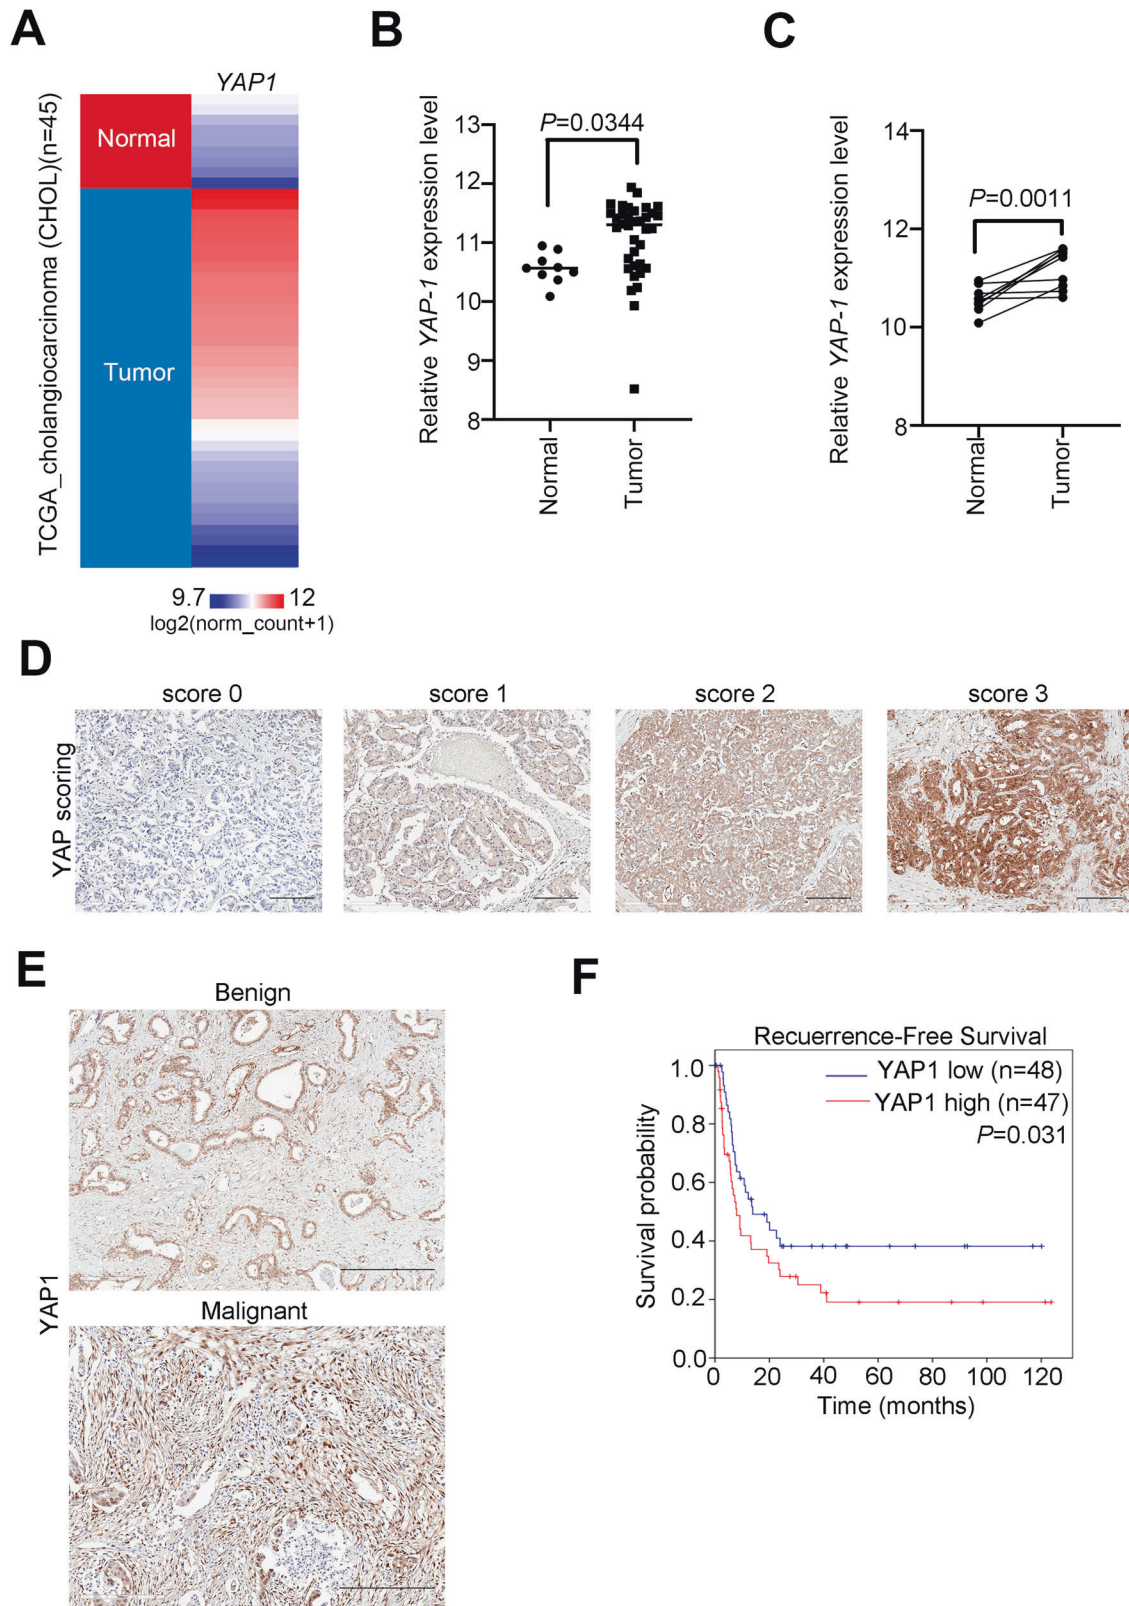 A
YAP1
TCGA_cholangiocarcinoma (CHOL)(n=45)
Normal
Tumor
9.7 12
log2(norm_count+1)
B
Relative YAP-1 expression level
P=0.0344
13
12
11
10
9
8
Normal
Tumor
C
Relative YAP-1 expression level
P=0.0011
14
12
10
8
Normal
Tumor
D
YAP scoring
score 0
score 1
score 2
score 3
E
YAP1
Benign
Malignant
F
Recuerrence-Free Survival
YAP1 low (n=48)
YAP1 high (n=47)
P=0.031
Survival probability
1.0
0.8
0.6
0.4
0.2
0.0
0 20 40 60 80 100 120
Time (months)